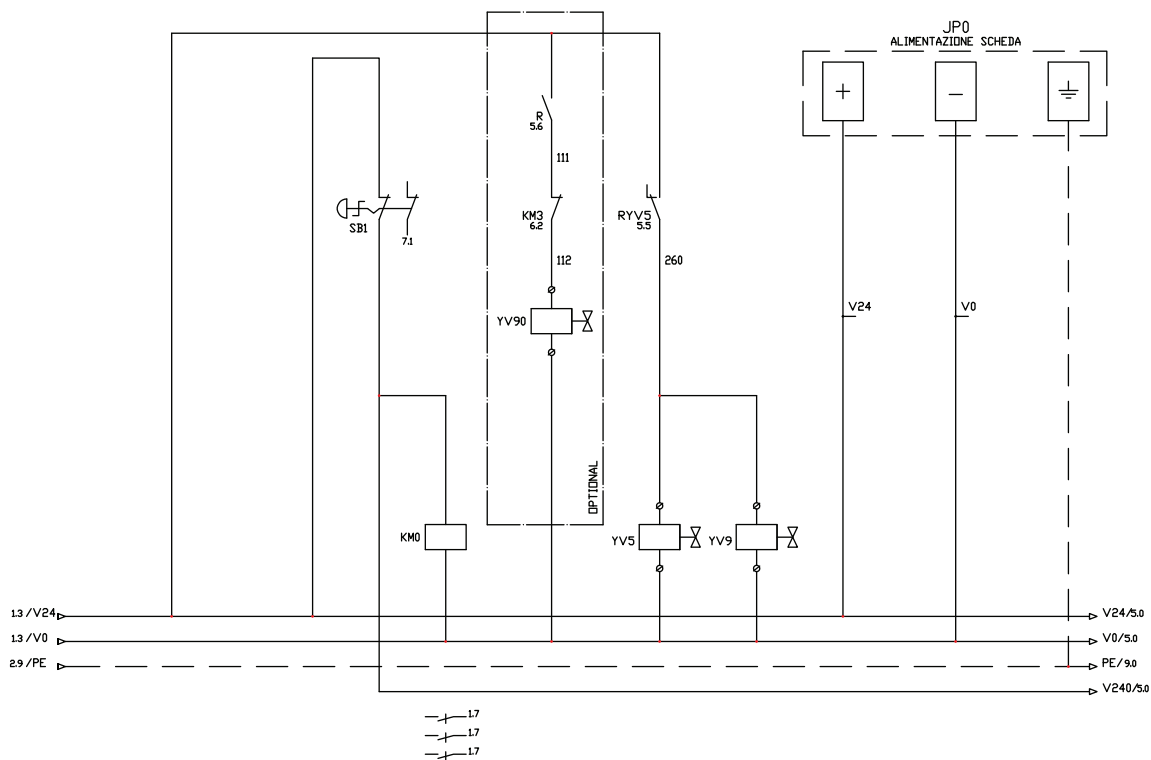 JP0
ALIMENTAZIONE SCHEDA
+
−
R
5.6
111
SB1
7.1
KM3
6.2
RYV5
5.5
112
260
YV90
V24
V0
OPTIONAL
KM0
YV5
YV9
1.3/V24
V24/5.0
1.3/V0
V0/5.0
2.9/PE
PE/9.0
V240/5.0
1.7
1.7
1.7